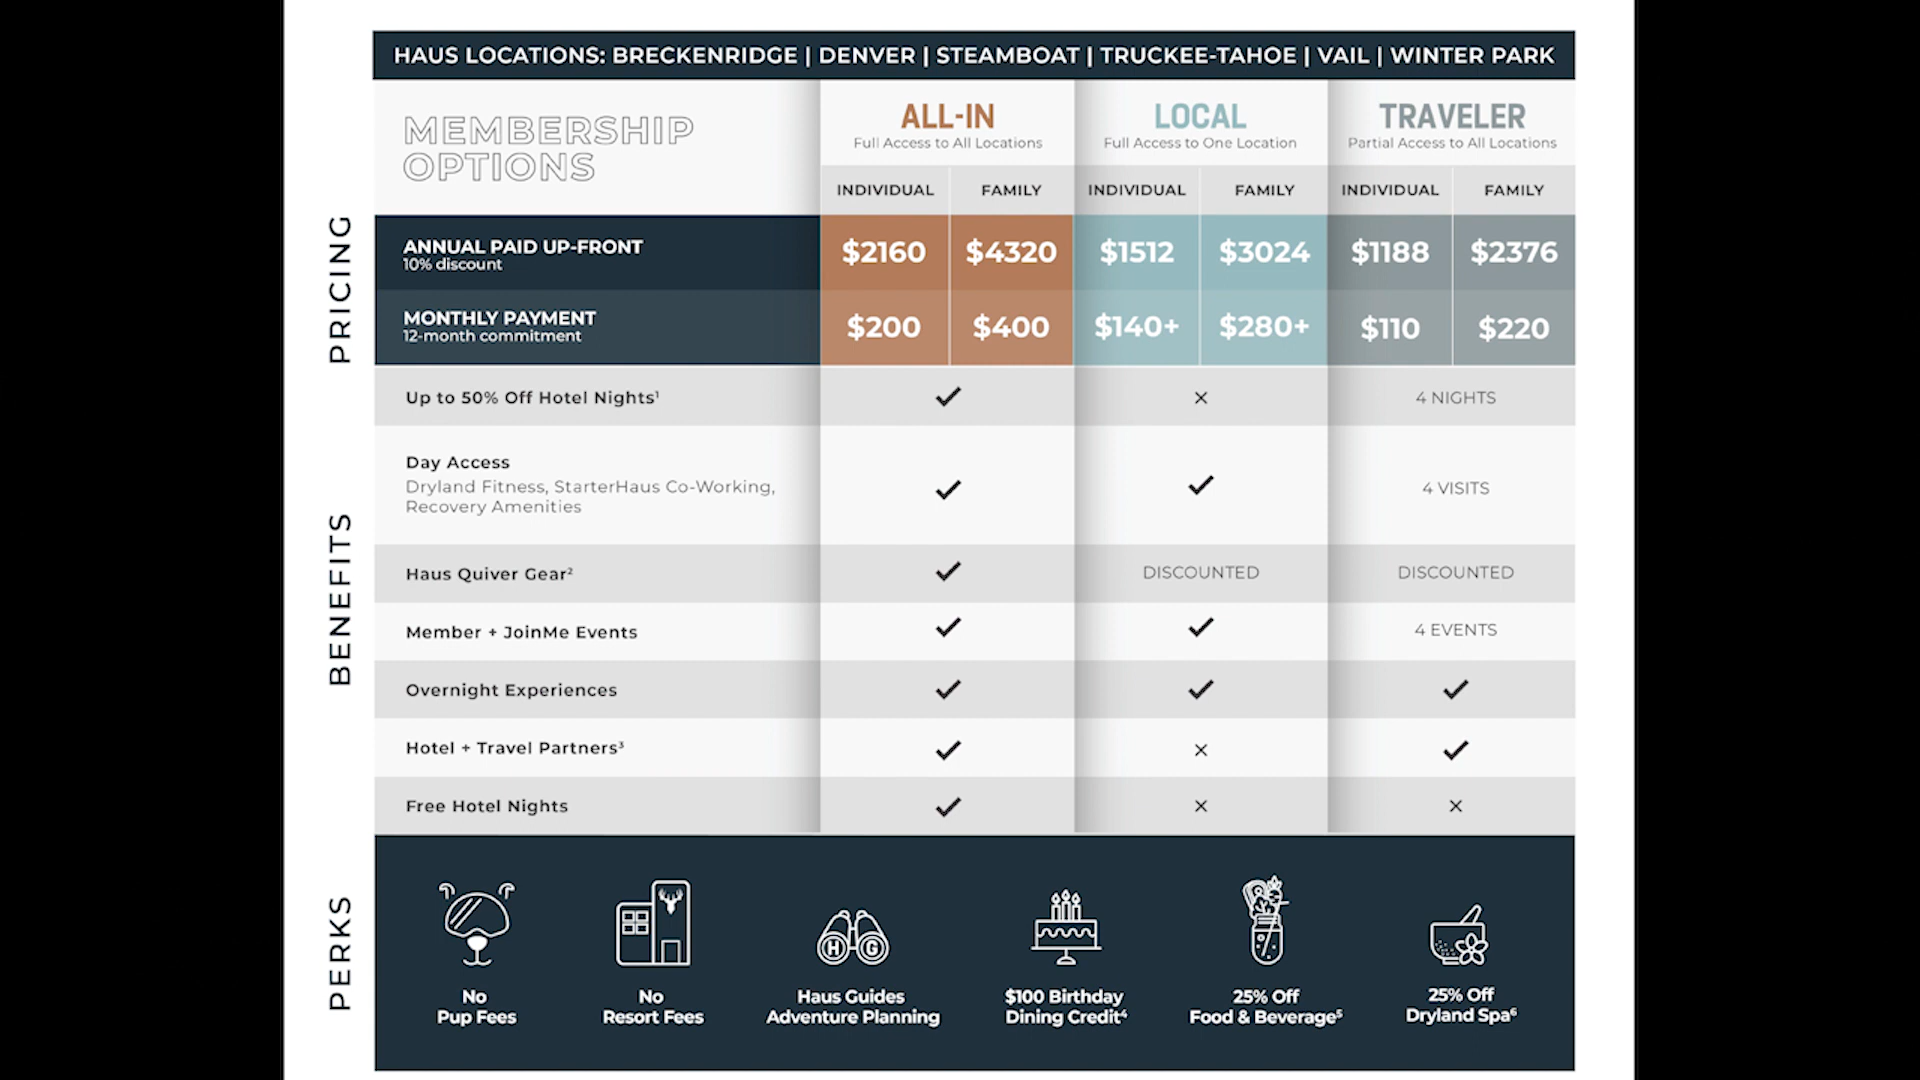 HAUS LOCATIONS: BRECKENRIDGE | DENVER | STEAMBOAT | TRUCKEE-TAHOE | VAIL | WINTER PARK
MEMBERSHIP
OPTIONS
ALL-IN
Full Access to All Locations
LOCAL
Full Access to One Location
TRAVELER
Partial Access to All Locations
INDIVIDUAL FAMILY INDIVIDUAL FAMILY INDIVIDUAL FAMILY
PRICING
ANNUAL PAID UP-FRONT
10% discount
$2160 $4320 $1512 $3024 $1188 $2376
MONTHLY PAYMENT
12-month commitment
$200 $400 $140+ $280+ $110 $220
BENEFITS
Up to 50% Off Hotel Nights¹ ✓ × 4 NIGHTS
Day Access
Dryland Fitness, StarterHaus Co-Working,
Recovery Amenities
✓ ✓ 4 VISITS
Haus Quiver Gear² ✓ DISCOUNTED DISCOUNTED
Member + JoinMe Events ✓ ✓ 4 EVENTS
Overnight Experiences ✓ ✓ ✓
Hotel + Travel Partners³ ✓ × ✓
Free Hotel Nights ✓ × ×
PERKS
H G
No
Pup Fees
No
Resort Fees
Haus Guides
Adventure Planning
$100 Birthday
Dining Credit⁴
25% Off
Food & Beverage⁵
25% Off
Dryland Spa⁶